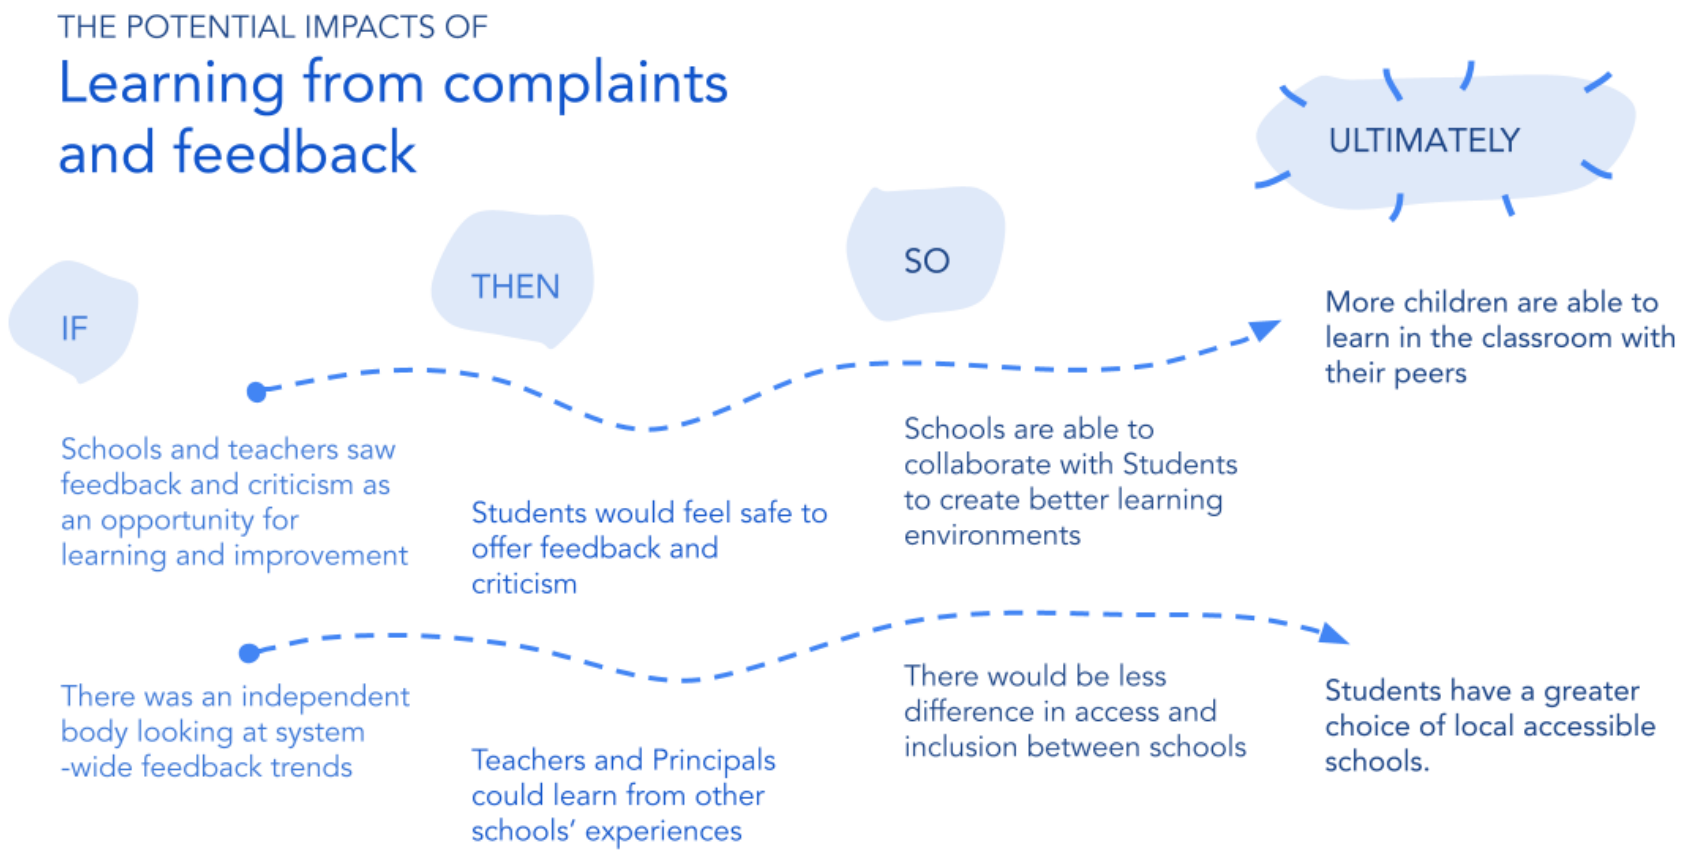 THE POTENTIAL IMPACTS OF
Learning from complaints
and feedback
IF
THEN
SO
ULTIMATELY
Schools and teachers saw
feedback and criticism as
an opportunity for
learning and improvement
Students would feel safe to
offer feedback and
criticism
Schools are able to
collaborate with Students
to create better learning
environments
More children are able to
learn in the classroom with
their peers
There was an independent
body looking at system
-wide feedback trends
Teachers and Principals
could learn from other
schools’ experiences
There would be less
difference in access and
inclusion between schools
Students have a greater
choice of local accessible
schools.